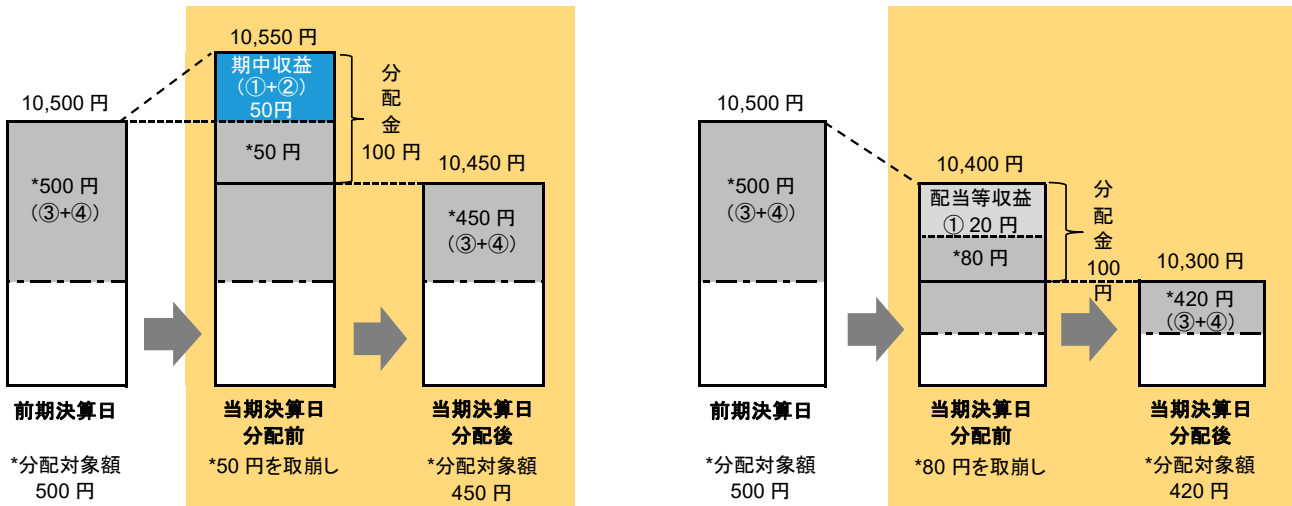 10,500 円
*500 円
(③+④)
前期決算日
*分配対象額
500 円
10,550 円
期中収益
(①+②)
50円
*50 円
分
配
金
100 円
当期決算日
分配前
*50 円を取崩し
10,450 円
*450 円
(③+④)
当期決算日
分配後
*分配対象額
450 円
10,500 円
*500 円
(③+④)
前期決算日
*分配対象額
500 円
10,400 円
配当等収益
① 20 円
*80 円
分
配
金
100
円
当期決算日
分配前
*80 円を取崩し
10,300 円
*420 円
(③+④)
当期決算日
分配後
*分配対象額
420 円